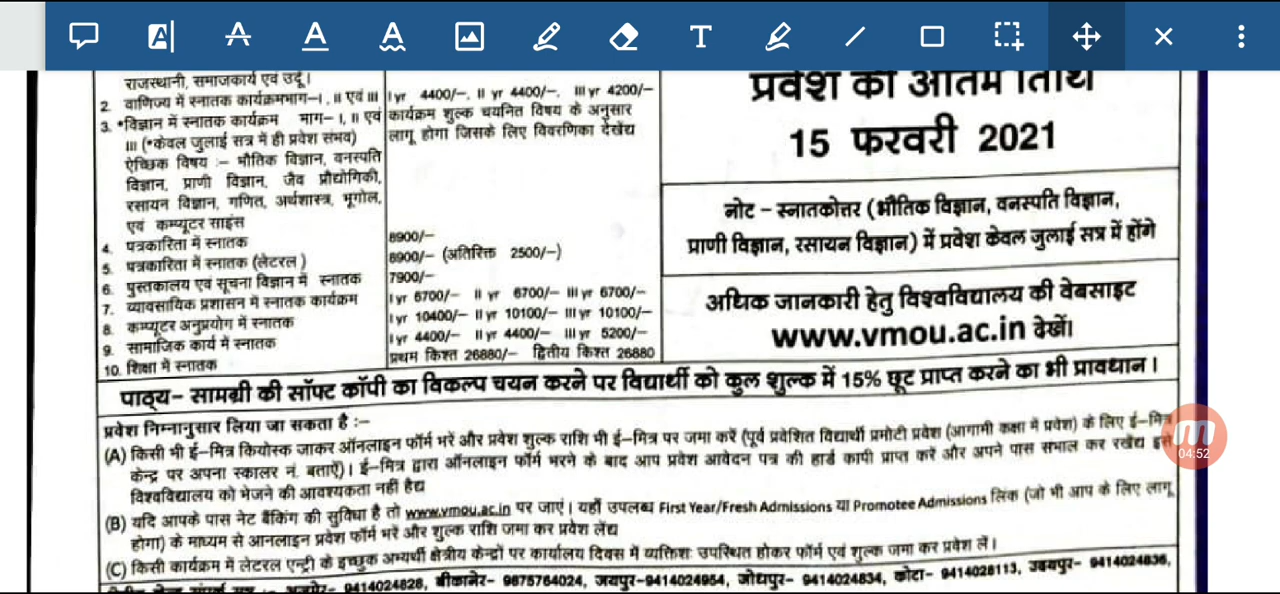 राजस्थानी, समाजकार्य एवं उर्दू।
2. वाणिज्य में स्नातक कार्यक्रमभाग–I, II एवं III
I yr 4400/–, II yr 4400/–, III yr 4200/–
3. *विज्ञान में स्नातक कार्यक्रम भाग– I, II एवं
III (*केवल जुलाई सत्र में ही प्रवेश संभव)
कार्यक्रम शुल्क चयनित विषय के अनुसार
लागू होगा जिसके लिए विवरणिका देखेंद्य
ऐच्छिक विषय :– भौतिक विज्ञान, वनस्पति
विज्ञान, प्राणी विज्ञान, जैव प्रौद्योगिकी,
रसायन विज्ञान, गणित, अर्थशास्त्र, भूगोल,
एवं कम्प्यूटर साइंस
4. पत्रकारिता में स्नातक
8900/–
5. पत्रकारिता में स्नातक (लेटरल)
8900/– (अतिरिक्त 2500/–)
6. पुस्तकालय एवं सूचना विज्ञान में स्नातक
7900/–
7. व्यावसायिक प्रशासन में स्नातक कार्यक्रम
I yr 6700/– II yr 6700/– III yr 6700/–
8. कम्प्यूटर अनुप्रयोग में स्नातक
I yr 10400/– II yr 10100/– III yr 10100/–
9. सामाजिक कार्य में स्नातक
I yr 4400/– II yr 4400/– III yr 5200/–
10. शिक्षा में स्नातक
प्रथम किश्त 26880/– द्वितीय किश्त 26880
प्रवेश की अंतिम तिथि
15 फरवरी 2021
नोट – स्नातकोत्तर (भौतिक विज्ञान, वनस्पति विज्ञान,
प्राणी विज्ञान, रसायन विज्ञान) में प्रवेश केवल जुलाई सत्र में होंगे
अधिक जानकारी हेतु विश्वविद्यालय की वेबसाइट
www.vmou.ac.in देखें।
पाठ्य– सामग्री की सॉफ्ट कॉपी का विकल्प चयन करने पर विद्यार्थी को कुल शुल्क में 15% छूट प्राप्त करने का भी प्रावधान।
प्रवेश निम्नानुसार लिया जा सकता है :–
(A) किसी भी ई–मित्र कियोस्क जाकर ऑनलाइन फॉर्म भरें और प्रवेश शुल्क राशि भी ई–मित्र पर जमा करें (पूर्व प्रवेशित विद्यार्थी प्रमोटी प्रवेश (आगामी कक्षा में प्रवेश) के लिए ई–मित्र
केन्द्र पर अपना स्कालर नं. बताऐं)। ई–मित्र द्वारा ऑनलाइन फॉर्म भरने के बाद आप प्रवेश आवेदन पत्र की हार्ड कापी प्राप्त करें और अपने पास संभाल कर रखेंद्य इसे
विश्वविद्यालय को भेजने की आवश्यकता नहीं हैद्य
(B) यदि आपके पास नेट बैंकिंग की सुविधा है तो www.vmou.ac.in पर जाएं। यहाँ उपलब्ध First Year/Fresh Admissions या Promotee Admissions लिंक (जो भी आप के लिए लागू
होगा) के माध्यम से आनलाइन प्रवेश फॉर्म भरें और शुल्क राशि जमा कर प्रवेश लेंद्य
(C) किसी कार्यक्रम में लेटरल एन्ट्री के इच्छुक अभ्यर्थी क्षेत्रीय केन्द्रों पर कार्यालय दिवस में व्यक्तिशः उपस्थित होकर फॉर्म एवं शुल्क जमा कर प्रवेश लें।
अजमेर– 9414024828, बीकानेर– 9875764024, जयपुर–9414024954, जोधपुर– 9414024834, कोटा– 9414028113, उदयपुर– 9414024836,
04:52